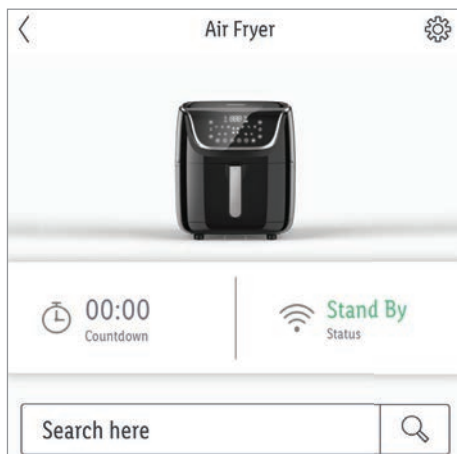 Air Fryer
00:00
Countdown
Stand By
Status
Search here